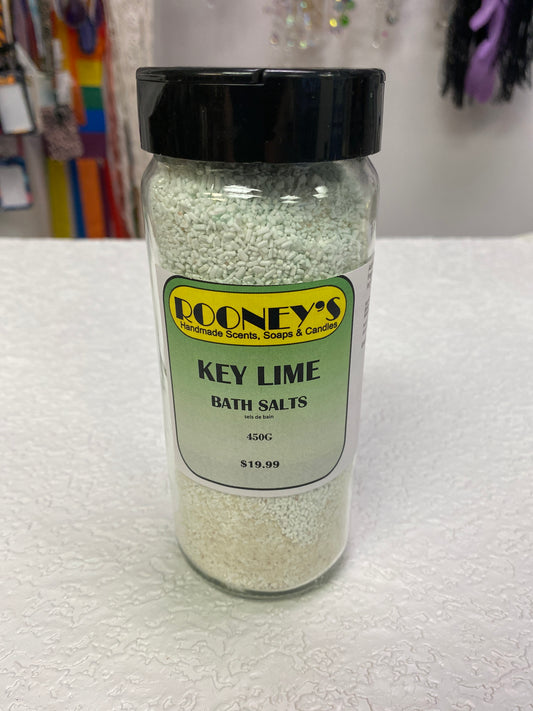 ROONEY'S
Handmade Scents, Soaps & Candles
KEY LIME
BATH SALTS
sels de bain
450G
$19.99